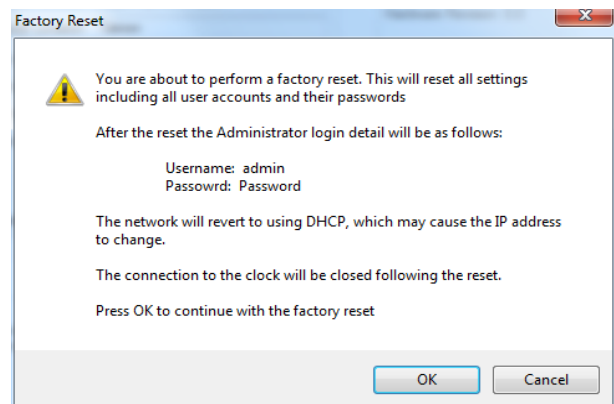 Factory Reset
You are about to perform a factory reset. This will reset all settings
including all user accounts and their passwords
After the reset the Administrator login detail will be as follows:
Username: admin
Passowrd: Password
The network will revert to using DHCP, which may cause the IP address
to change.
The connection to the clock will be closed following the reset.
Press OK to continue with the factory reset
OK
Cancel